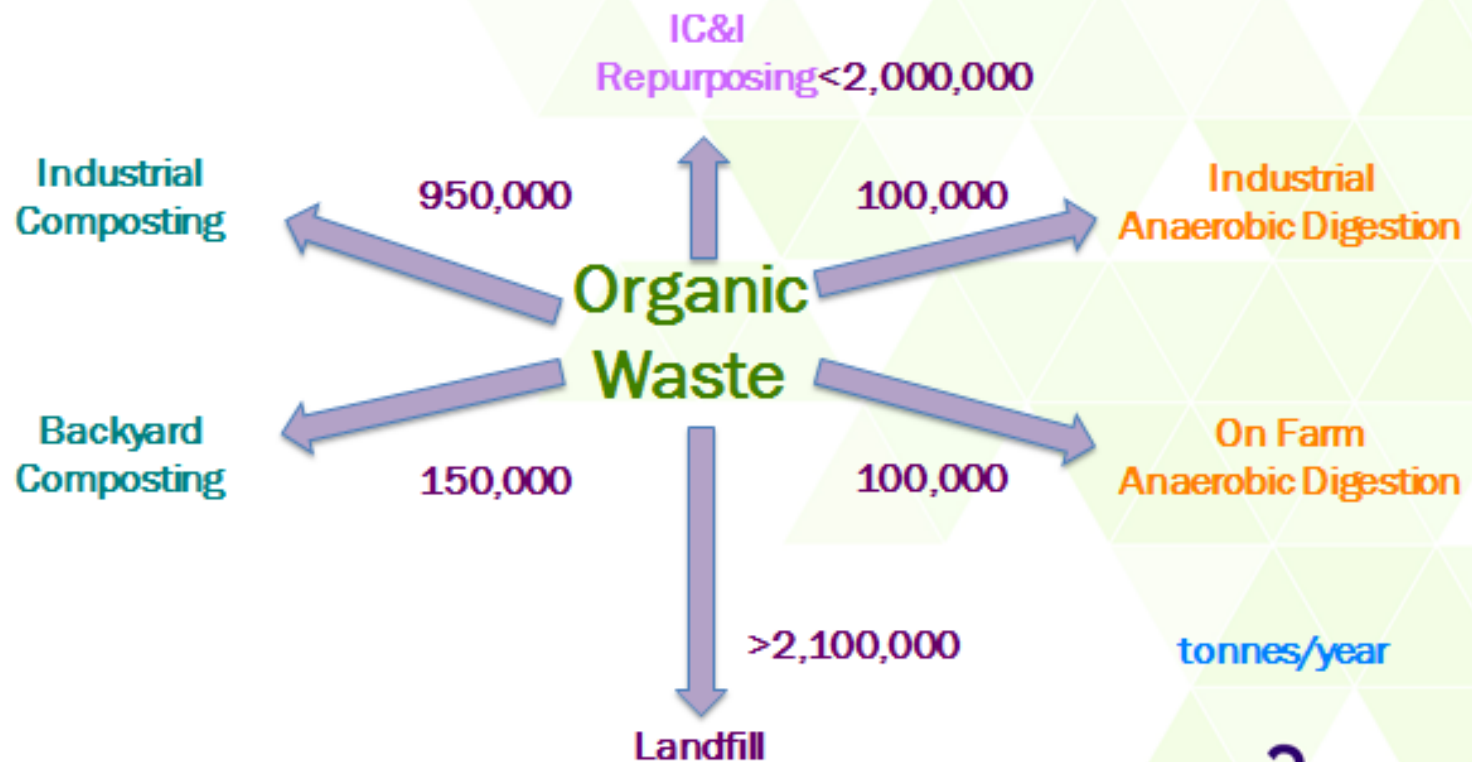 IC&I
Repurposing<2,000,000
Industrial
Composting
950,000
100,000
Industrial
Anaerobic Digestion
Organic
Waste
Backyard
Composting
150,000
100,000
On Farm
Anaerobic Digestion
>2,100,000
tonnes/year
Landfill